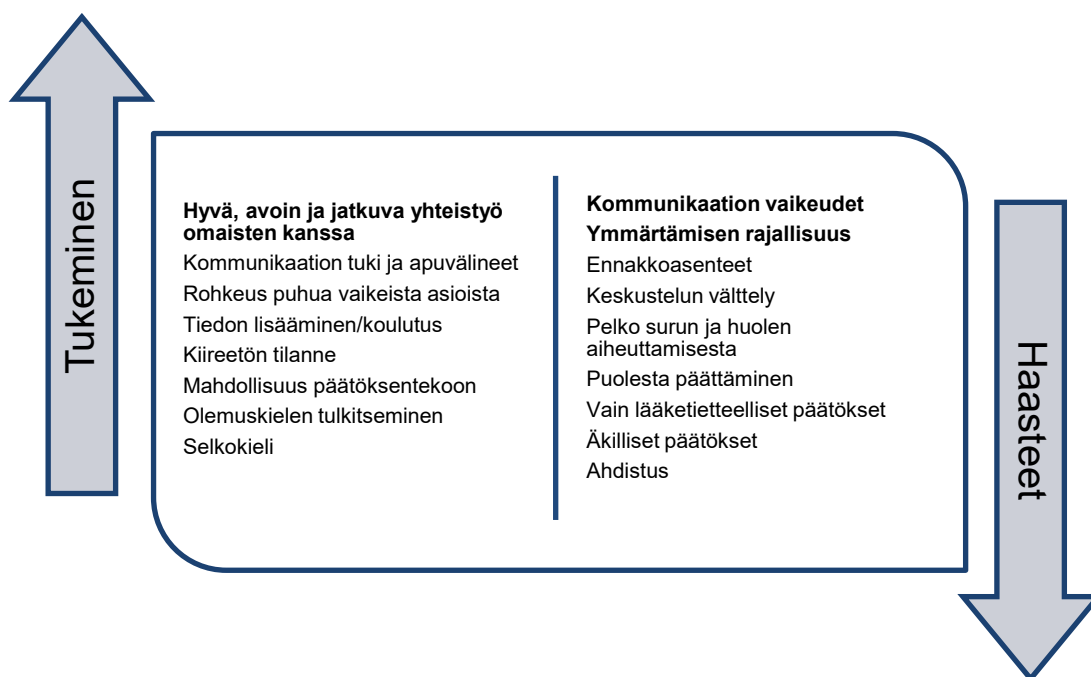 Tukeminen
Hyvä, avoin ja jatkuva yhteistyö
omaisten kanssa
Kommunikaation tuki ja apuvälineet
Rohkeus puhua vaikeista asioista
Tiedon lisääminen/koulutus
Kiireetön tilanne
Mahdollisuus päätöksentekoon
Olemuskielen tulkitseminen
Selkokieli
Kommunikaation vaikeudet
Ymmärtämisen rajallisuus
Ennakkoasenteet
Keskustelun välttely
Pelko surun ja huolen
aiheuttamisesta
Puolesta päättäminen
Vain lääketieteelliset päätökset
Äkilliset päätökset
Ahdistus
Haasteet